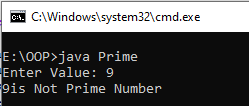 C:\Windows\system32\cmd.exe
E:\OOP>java Prime
Enter Value: 9
9is Not Prime Number